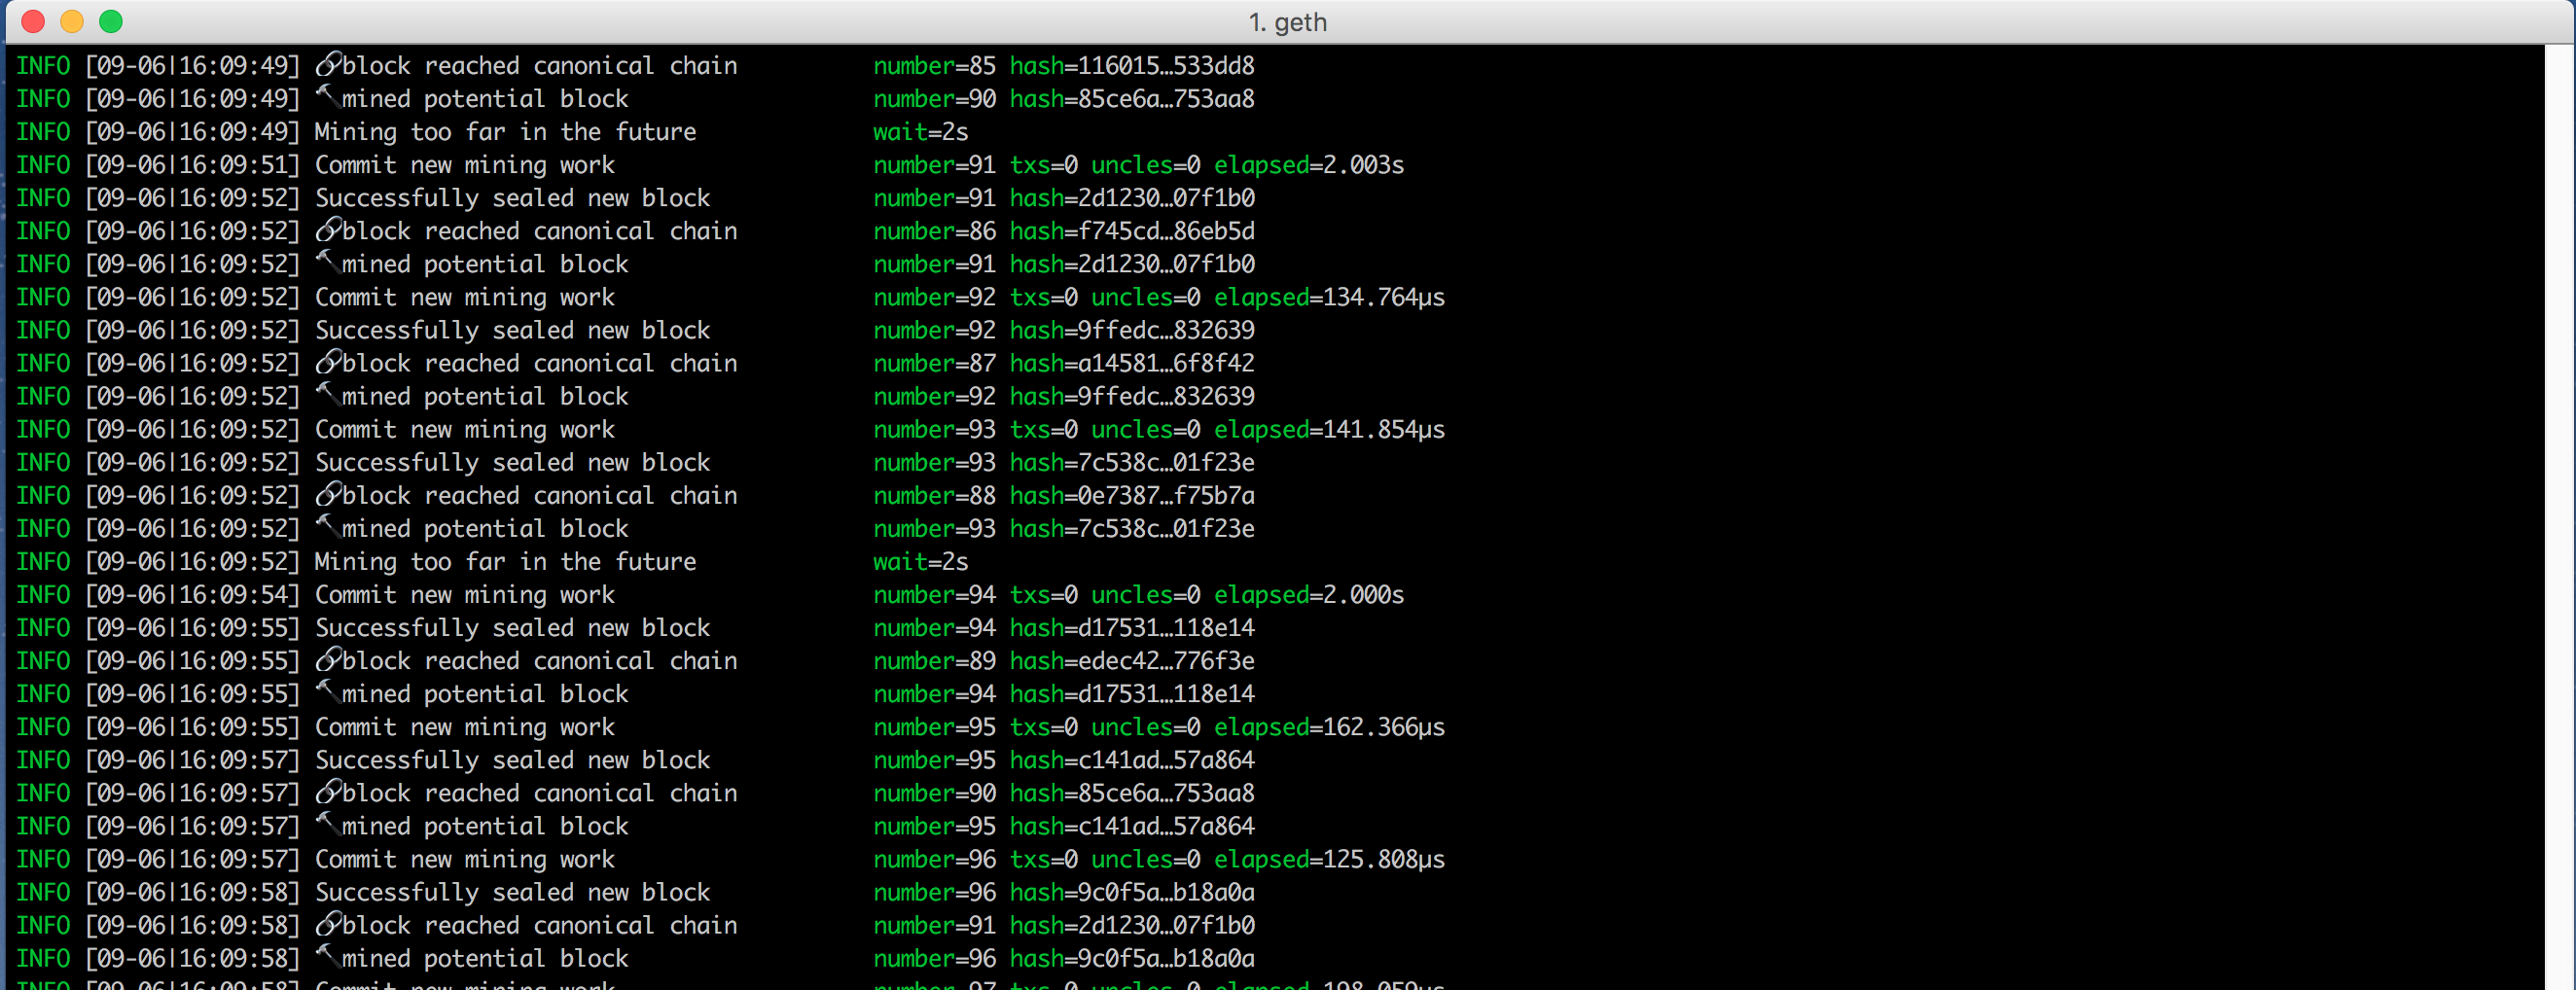 1. geth
INFO [09-06|16:09:49] 🔗block reached canonical chain number=85 hash=116015…533dd8
INFO [09-06|16:09:49] 🔨mined potential block number=90 hash=85ce6a…753aa8
INFO [09-06|16:09:49] Mining too far in the future wait=2s
INFO [09-06|16:09:51] Commit new mining work number=91 txs=0 uncles=0 elapsed=2.003s
INFO [09-06|16:09:52] Successfully sealed new block number=91 hash=2d1230…07f1b0
INFO [09-06|16:09:52] 🔗block reached canonical chain number=86 hash=f745cd…86eb5d
INFO [09-06|16:09:52] 🔨mined potential block number=91 hash=2d1230…07f1b0
INFO [09-06|16:09:52] Commit new mining work number=92 txs=0 uncles=0 elapsed=134.764µs
INFO [09-06|16:09:52] Successfully sealed new block number=92 hash=9ffedc…832639
INFO [09-06|16:09:52] 🔗block reached canonical chain number=87 hash=a14581…6f8f42
INFO [09-06|16:09:52] 🔨mined potential block number=92 hash=9ffedc…832639
INFO [09-06|16:09:52] Commit new mining work number=93 txs=0 uncles=0 elapsed=141.854µs
INFO [09-06|16:09:52] Successfully sealed new block number=93 hash=7c538c…01f23e
INFO [09-06|16:09:52] 🔗block reached canonical chain number=88 hash=0e7387…f75b7a
INFO [09-06|16:09:52] 🔨mined potential block number=93 hash=7c538c…01f23e
INFO [09-06|16:09:52] Mining too far in the future wait=2s
INFO [09-06|16:09:54] Commit new mining work number=94 txs=0 uncles=0 elapsed=2.000s
INFO [09-06|16:09:55] Successfully sealed new block number=94 hash=d17531…118e14
INFO [09-06|16:09:55] 🔗block reached canonical chain number=89 hash=edec42…776f3e
INFO [09-06|16:09:55] 🔨mined potential block number=94 hash=d17531…118e14
INFO [09-06|16:09:55] Commit new mining work number=95 txs=0 uncles=0 elapsed=162.366µs
INFO [09-06|16:09:57] Successfully sealed new block number=95 hash=c141ad…57a864
INFO [09-06|16:09:57] 🔗block reached canonical chain number=90 hash=85ce6a…753aa8
INFO [09-06|16:09:57] 🔨mined potential block number=95 hash=c141ad…57a864
INFO [09-06|16:09:57] Commit new mining work number=96 txs=0 uncles=0 elapsed=125.808µs
INFO [09-06|16:09:58] Successfully sealed new block number=96 hash=9c0f5a…b18a0a
INFO [09-06|16:09:58] 🔗block reached canonical chain number=91 hash=2d1230…07f1b0
INFO [09-06|16:09:58] 🔨mined potential block number=96 hash=9c0f5a…b18a0a
INFO [09-06|16:09:58] Commit new mining work number=97 txs=0 uncles=0 elapsed=198.059µs